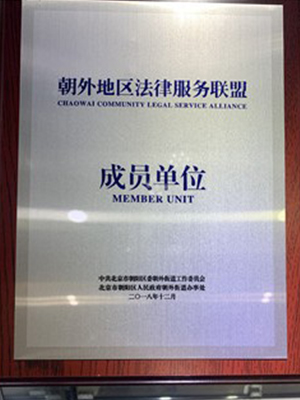 朝外地区法律服务联盟
CHAOWAI COMMUNITY LEGAL SERVICE ALLIANCE
成员单位
MEMBER UNIT
中共北京市朝阳区委朝外街道工作委员会
北京市朝阳区人民政府朝外街道办事处
二〇一八年十二月